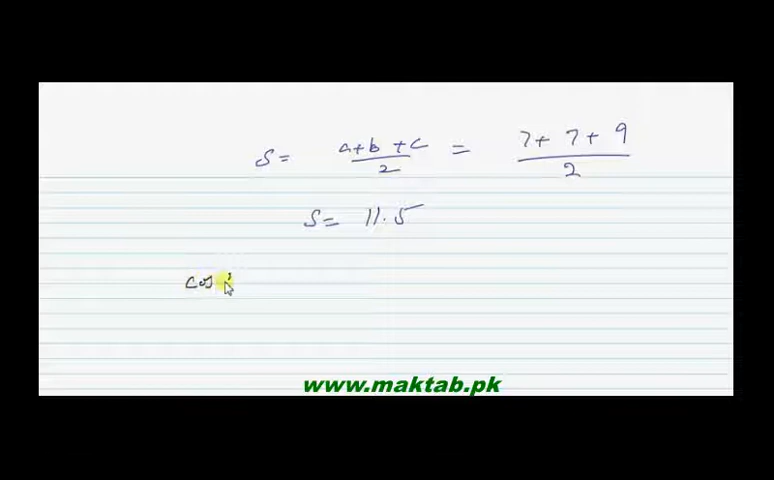 s = a+b+c/2 = 7+7+9/2
s = 11.5
cos
www.maktab.pk